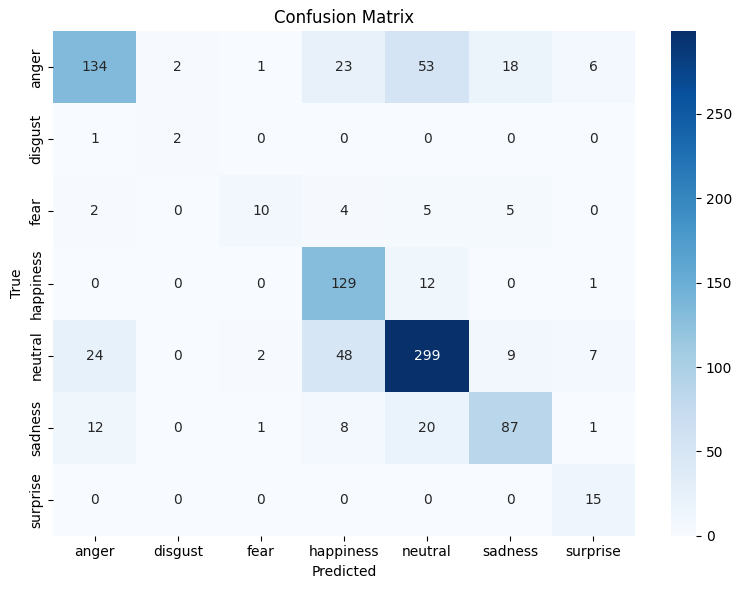 Confusion Matrix
True
anger 134 2 1 23 53 18 6
disgust 1 2 0 0 0 0 0
fear 2 0 10 4 5 5 0
happiness 0 0 0 129 12 0 1
neutral 24 0 2 48 299 9 7
sadness 12 0 1 8 20 87 1
surprise 0 0 0 0 0 0 15
anger disgust fear happiness neutral sadness surprise
Predicted
250
200
150
100
50
0